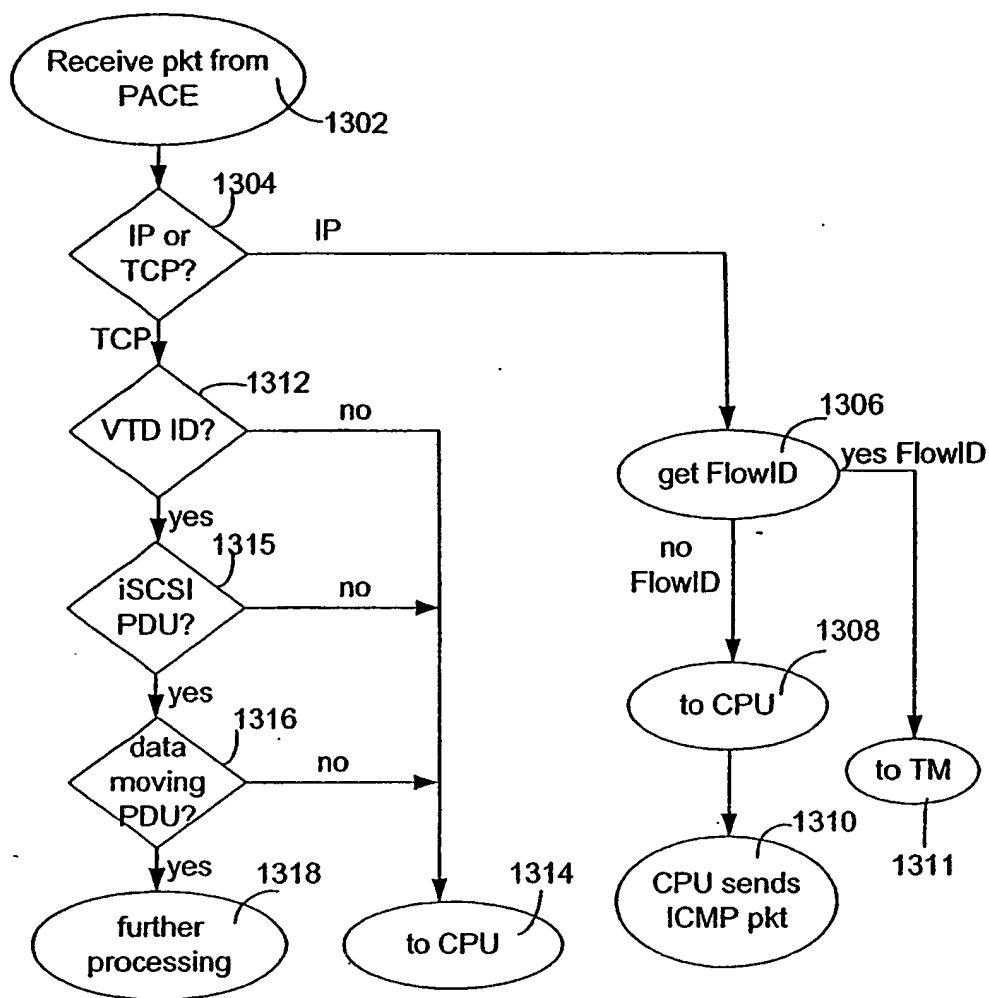 Receive pkt from
PACE
1302
1304
IP or
TCP?
IP
TCP
1312
VTD ID?
no
1306
get FlowID
yes FlowID
yes
1315
iSCSI
PDU?
no
no
FlowID
1308
to CPU
yes
1316
data
moving
PDU?
no
to TM
1311
1310
CPU sends
ICMP pkt
yes
1318
further
processing
1314
to CPU